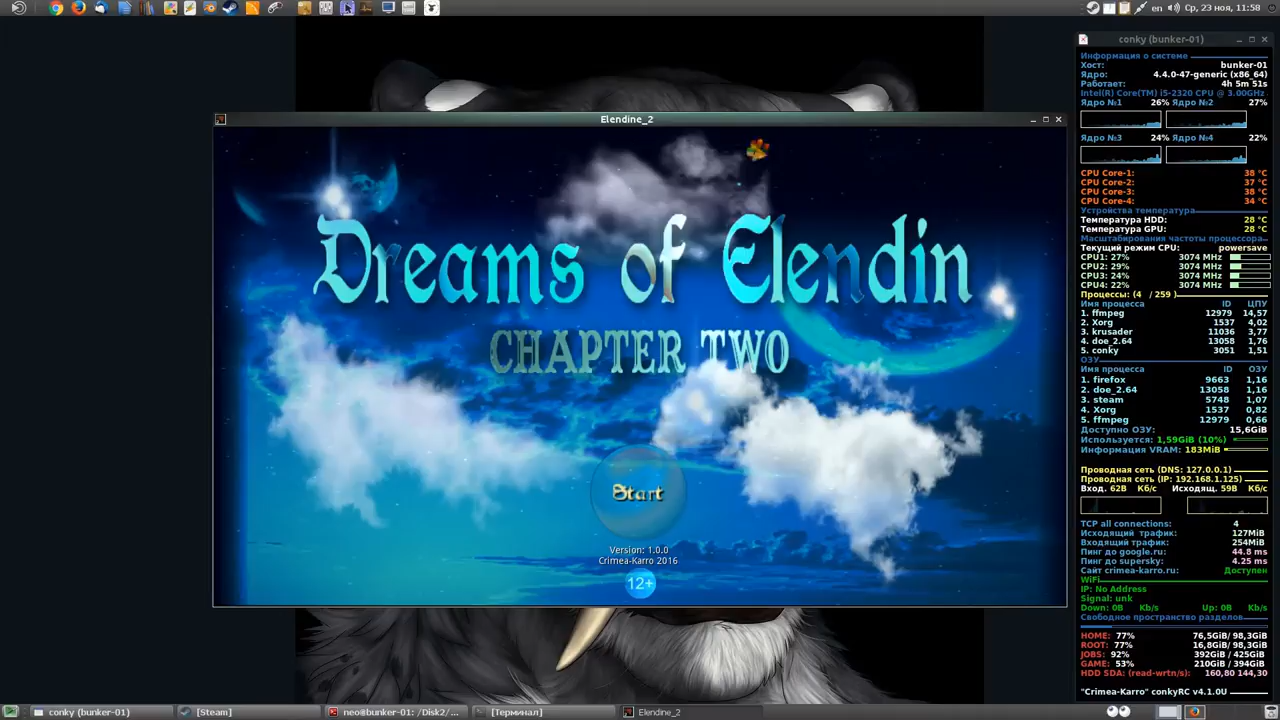 en Ср, 23 ноя, 11:58
Elendine_2
Dreams of Elendin
CHAPTER TWO
Start
Version: 1.0.0
Crimea-Karro 2016
12+
conky (bunker-01)
Информация о системе
Хост: bunker-01
Ядро: 4.4.0-47-generic (x86_64)
Работает: 4h 5m 51s
Intel(R) Core(TM) i5-2320 CPU @ 3.00GHz
Ядро №1 26% Ядро №2 27%
Ядро №3 24% Ядро №4 22%
CPU Core-1: 38 °C
CPU Core-2: 37 °C
CPU Core-3: 38 °C
CPU Core-4: 34 °C
Устройства температура
Температура HDD: 28 °C
Температура GPU: 28 °C
Масштабирования частоты процессора
Текущий режим CPU: powersave
CPU1: 27% 3074 MHz
CPU2: 29% 3074 MHz
CPU3: 24% 3074 MHz
CPU4: 22% 3074 MHz
Процессы: (4 / 259 )
Имя процесса ID ЦПУ
1. ffmpeg 12979 14,57
2. Xorg 1537 4,02
3. krusader 11036 3,77
4. doe_2.64 13058 1,76
5. conky 3051 1,51
ОЗУ
Имя процесса ID ОЗУ
1. firefox 9663 1,16
2. doe_2.64 13058 1,16
3. steam 5748 1,07
4. Xorg 1537 0,82
5. ffmpeg 12979 0,66
Доступно ОЗУ: 15,6GiB
Используется: 1,59GiB (10%)
Информация VRAM: 183MiB
Проводная сеть (DNS: 127.0.0.1)
Проводная сеть (IP: 192.168.1.125)
Вход. 62B Кб/с Исходящ. 59B Кб/с
TCP all connections: 4
Исходящий трафик: 127MiB
Входящий трафик: 254MiB
Пинг до google.ru: 44.8 ms
Пинг до supersky: 4.25 ms
Сайт crimea-karro.ru: Доступен
WiFi
IP: No Address
Signal: unk
Down: 0B Kb/s Up: 0B Kb/s
Свободное пространство разделов
HOME: 77% 76,5GiB/ 98,3GiB
ROOT: 77% 16,8GiB/ 98,3GiB
JOBS: 92% 392GiB / 425GiB
GAME: 53% 210GiB / 394GiB
HDD SDA: (read-wrtn/s): 160,80 144,30
"Crimea-Karro" conkyRC v4.1.0U
conky (bunker-01) [Steam] neo@bunker-01: /Disk2/... [Терминал] Elendine_2